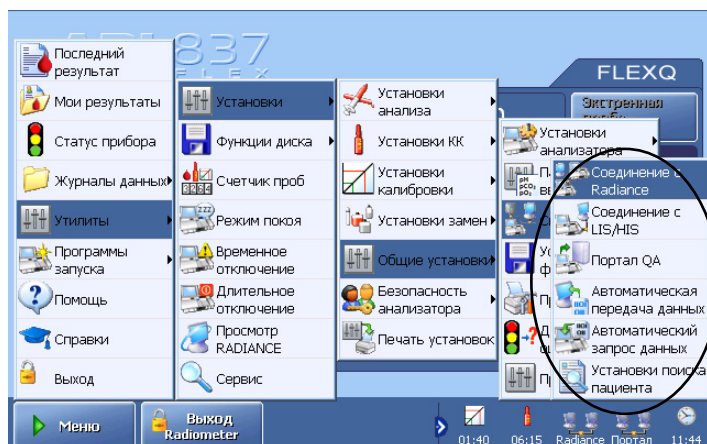 ABL 837
FLEX
FLEXQ
Экстренная
Последний
результат
Мои результаты
Статус прибора
Журналы данных
Утилиты
Программы
запуска
Помощь
Справки
Выход
Установки
Функции диска
Счетчик проб
Режим покоя
Временное
отключение
Длительное
отключение
Просмотр
RADIANCE
Сервис
Установки
анализа
Установки КК
Установки
калибровки
Установки замен
Общие установки
Безопасность
анализатора
Печать установок
Установки
анализатора
Соединение с
Radiance
Соединение с
LIS/HIS
Портал QA
Автоматическая
передача данных
Автоматический
запрос данных
Установки поиска
пациента
Меню
Выход
Radiometer
01:40
06:15
Radiance
Портал
11:44